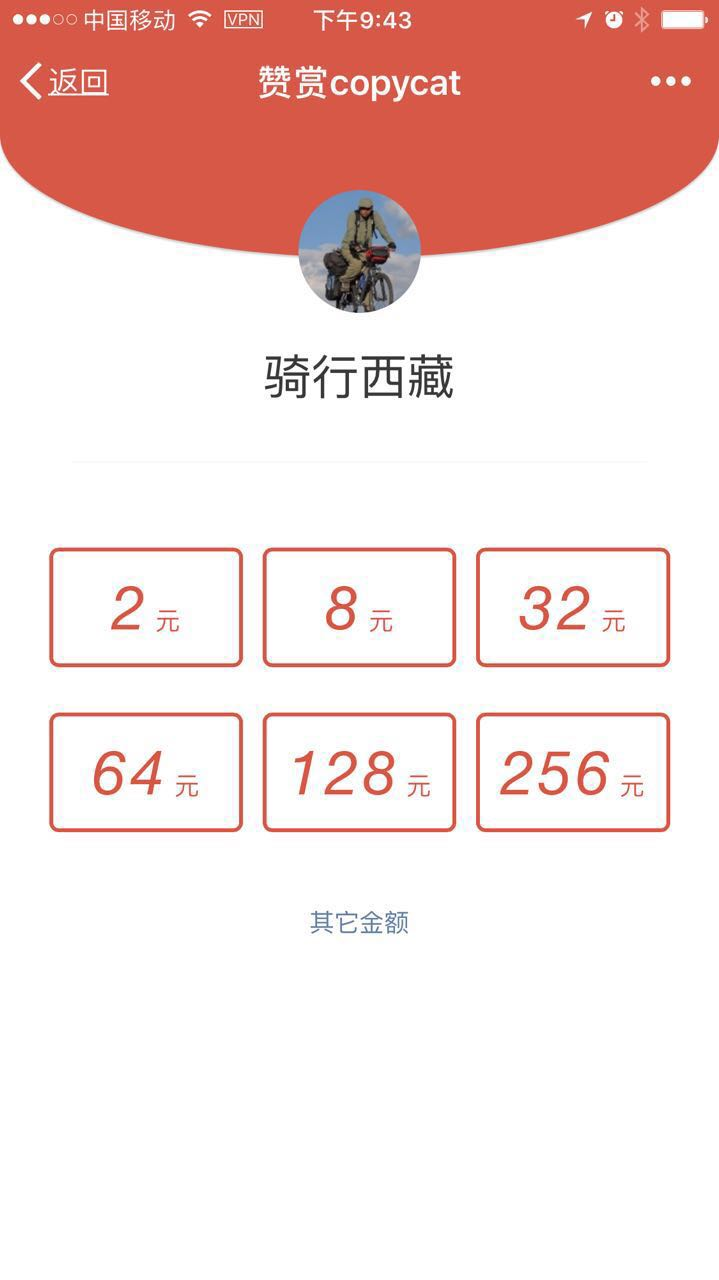 中国移动 VPN 下午9:43
返回 赞赏copycat
骑行西藏
2 元 8 元 32 元
64 元 128 元 256 元
其它金额